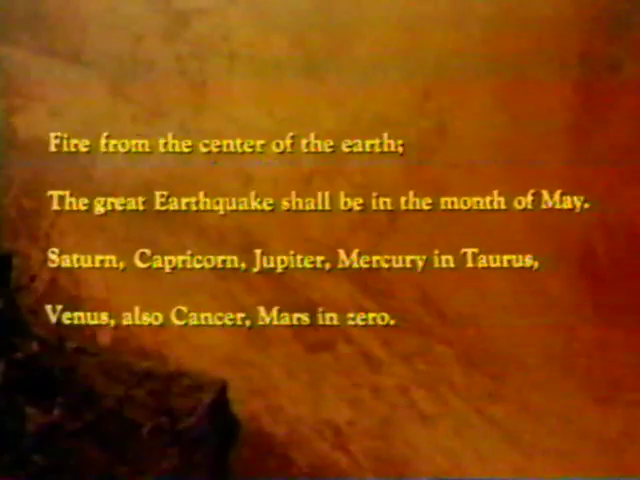 Fire from the center of the earth;
The great Earthquake shall be in the month of May.
Saturn, Capricorn, Jupiter, Mercury in Taurus,
Venus, also Cancer, Mars in zero.